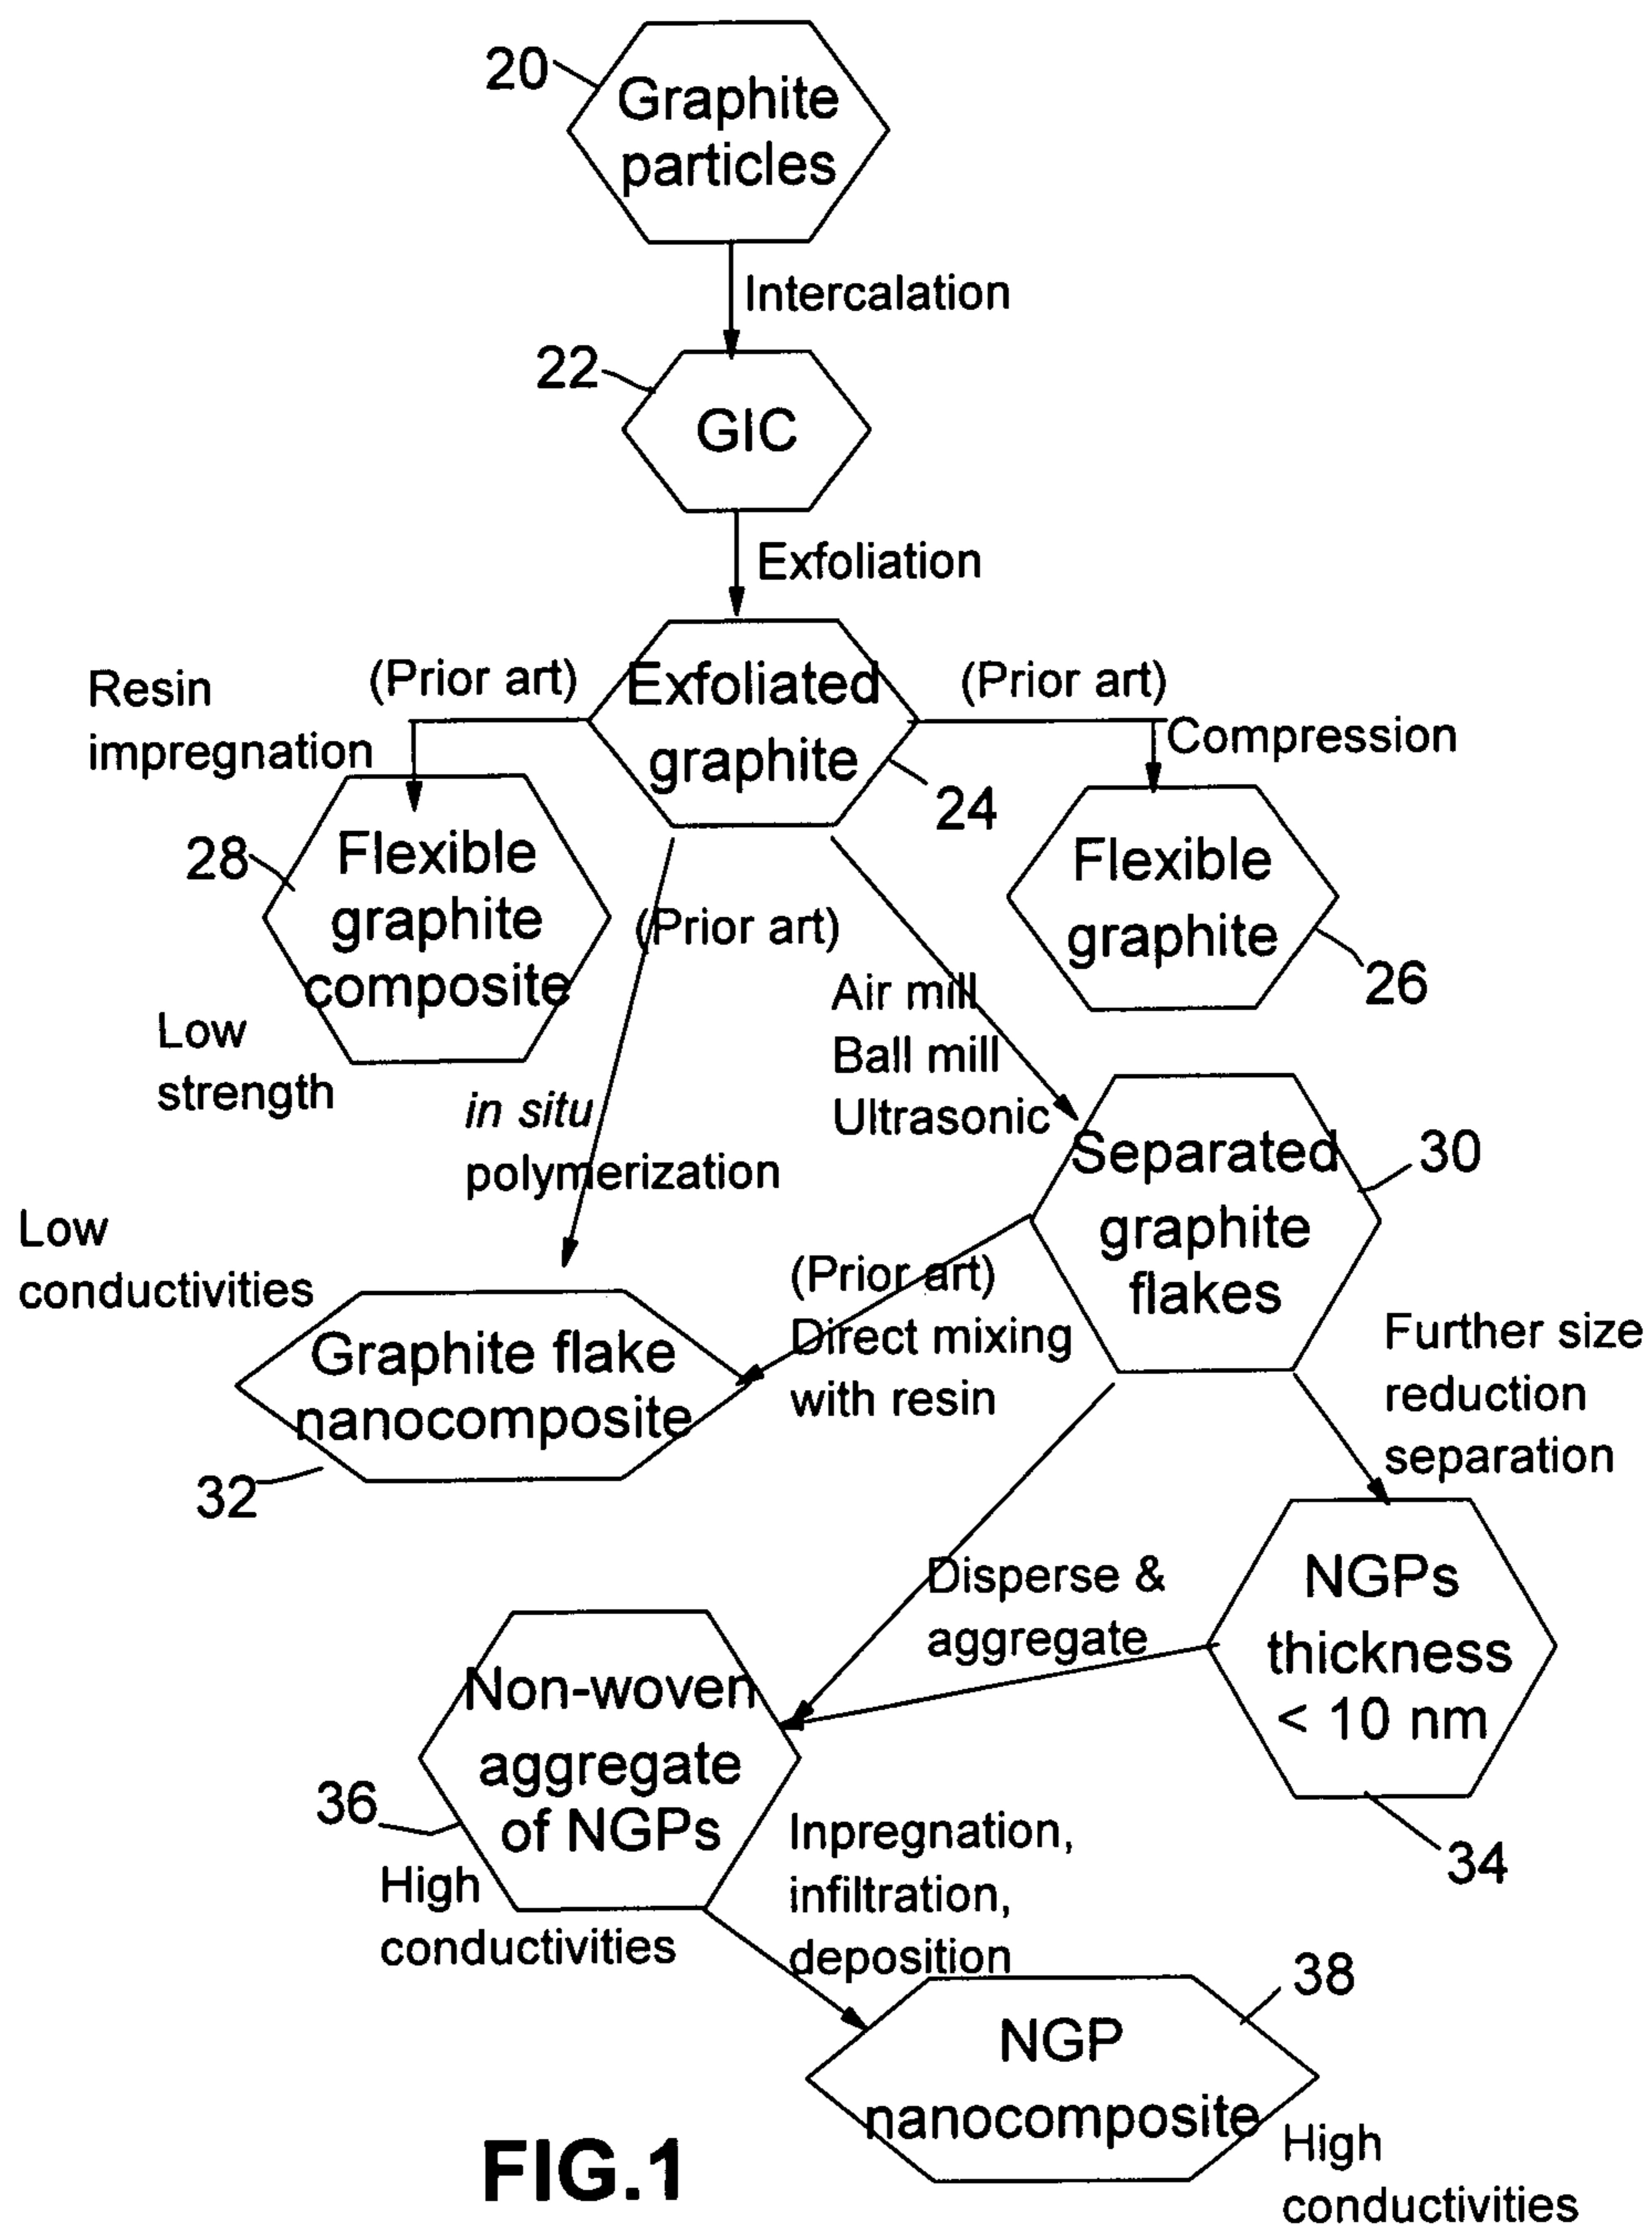 20
Graphite
particles
Intercalation
22
GIC
Exfoliation
Resin
impregnation
(Prior art)
Exfoliated
graphite
(Prior art)
Compression
24
28
Flexible
graphite
composite
Flexible
graphite
26
(Prior art)
Low
strength
Air mill
Ball mill
Ultrasonic
in situ
polymerization
Separated
graphite
flakes
30
Low
conductivities
(Prior art)
Direct mixing
with resin
Graphite flake
nanocomposite
32
Further size
reduction
separation
Disperse &
aggregate
NGPs
thickness
< 10 nm
34
Non-woven
aggregate
of NGPs
36
High
conductivities
Inpregnation,
infiltration,
deposition
38
NGP
nanocomposite
High
conductivities
FIG.1